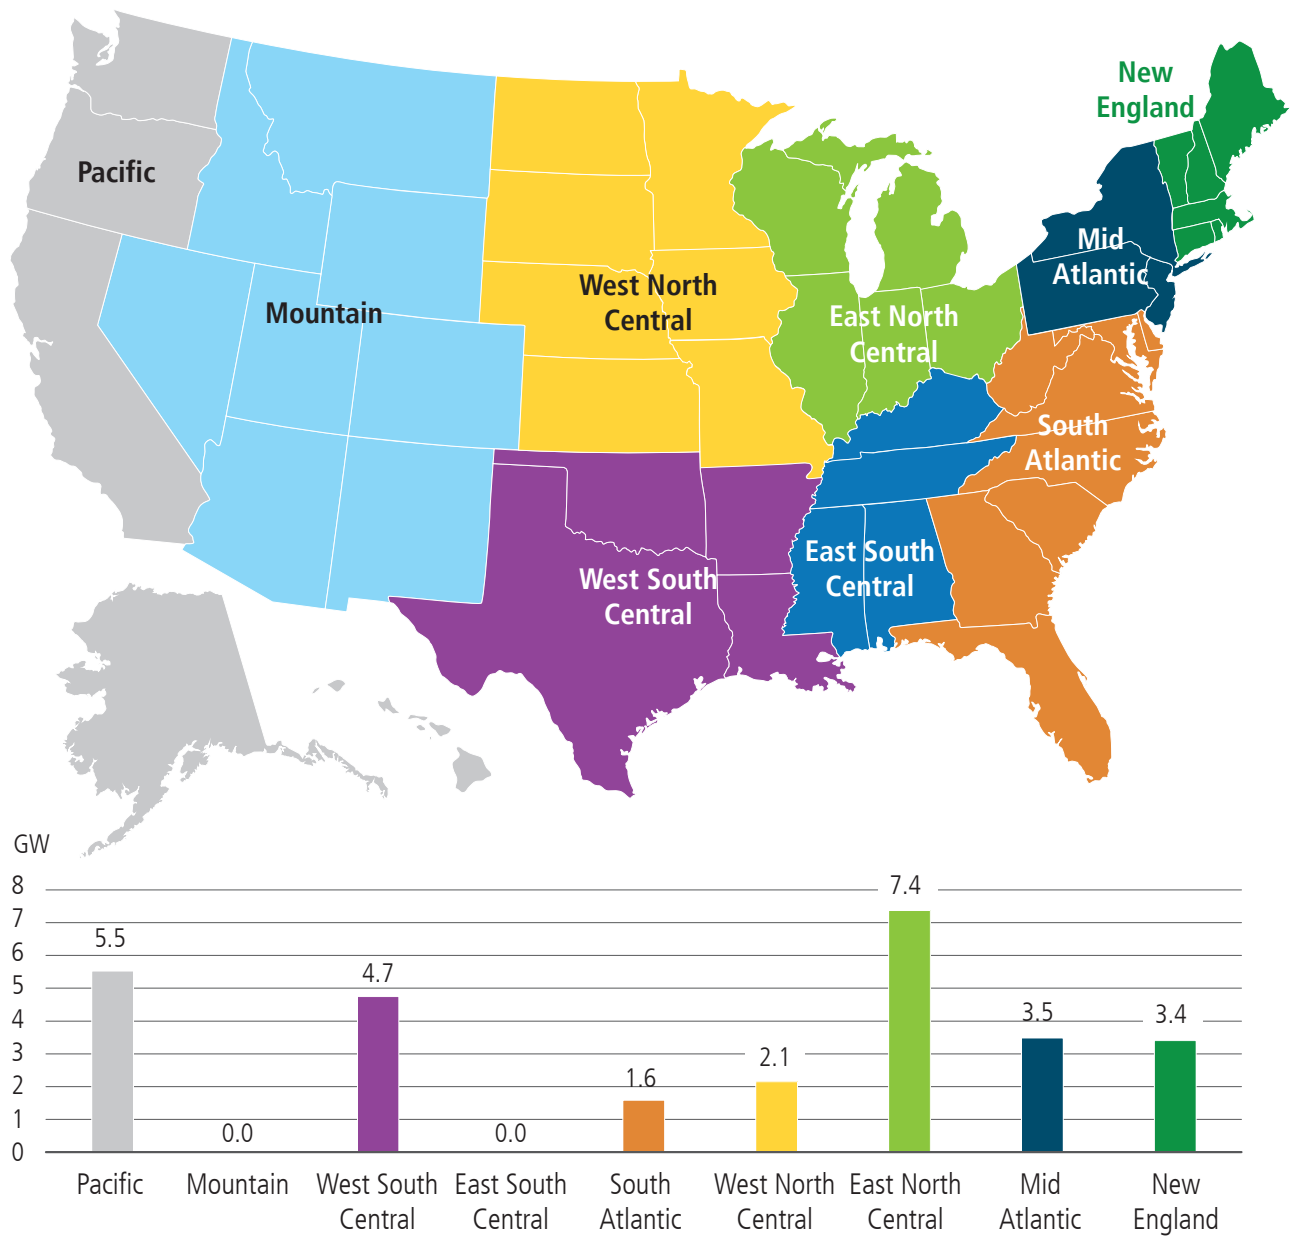 New
England
Pacific
Mid
Atlantic
Mountain
West North
Central
East North
Central
South
Atlantic
East South
Central
West South
Central
GW
8
7
6
5
4
3
2
1
0
5.5
0.0
4.7
0.0
1.6
2.1
7.4
3.5
3.4
Pacific
Mountain
West South
Central
East South
Central
South
Atlantic
West North
Central
East North
Central
Mid
Atlantic
New
England